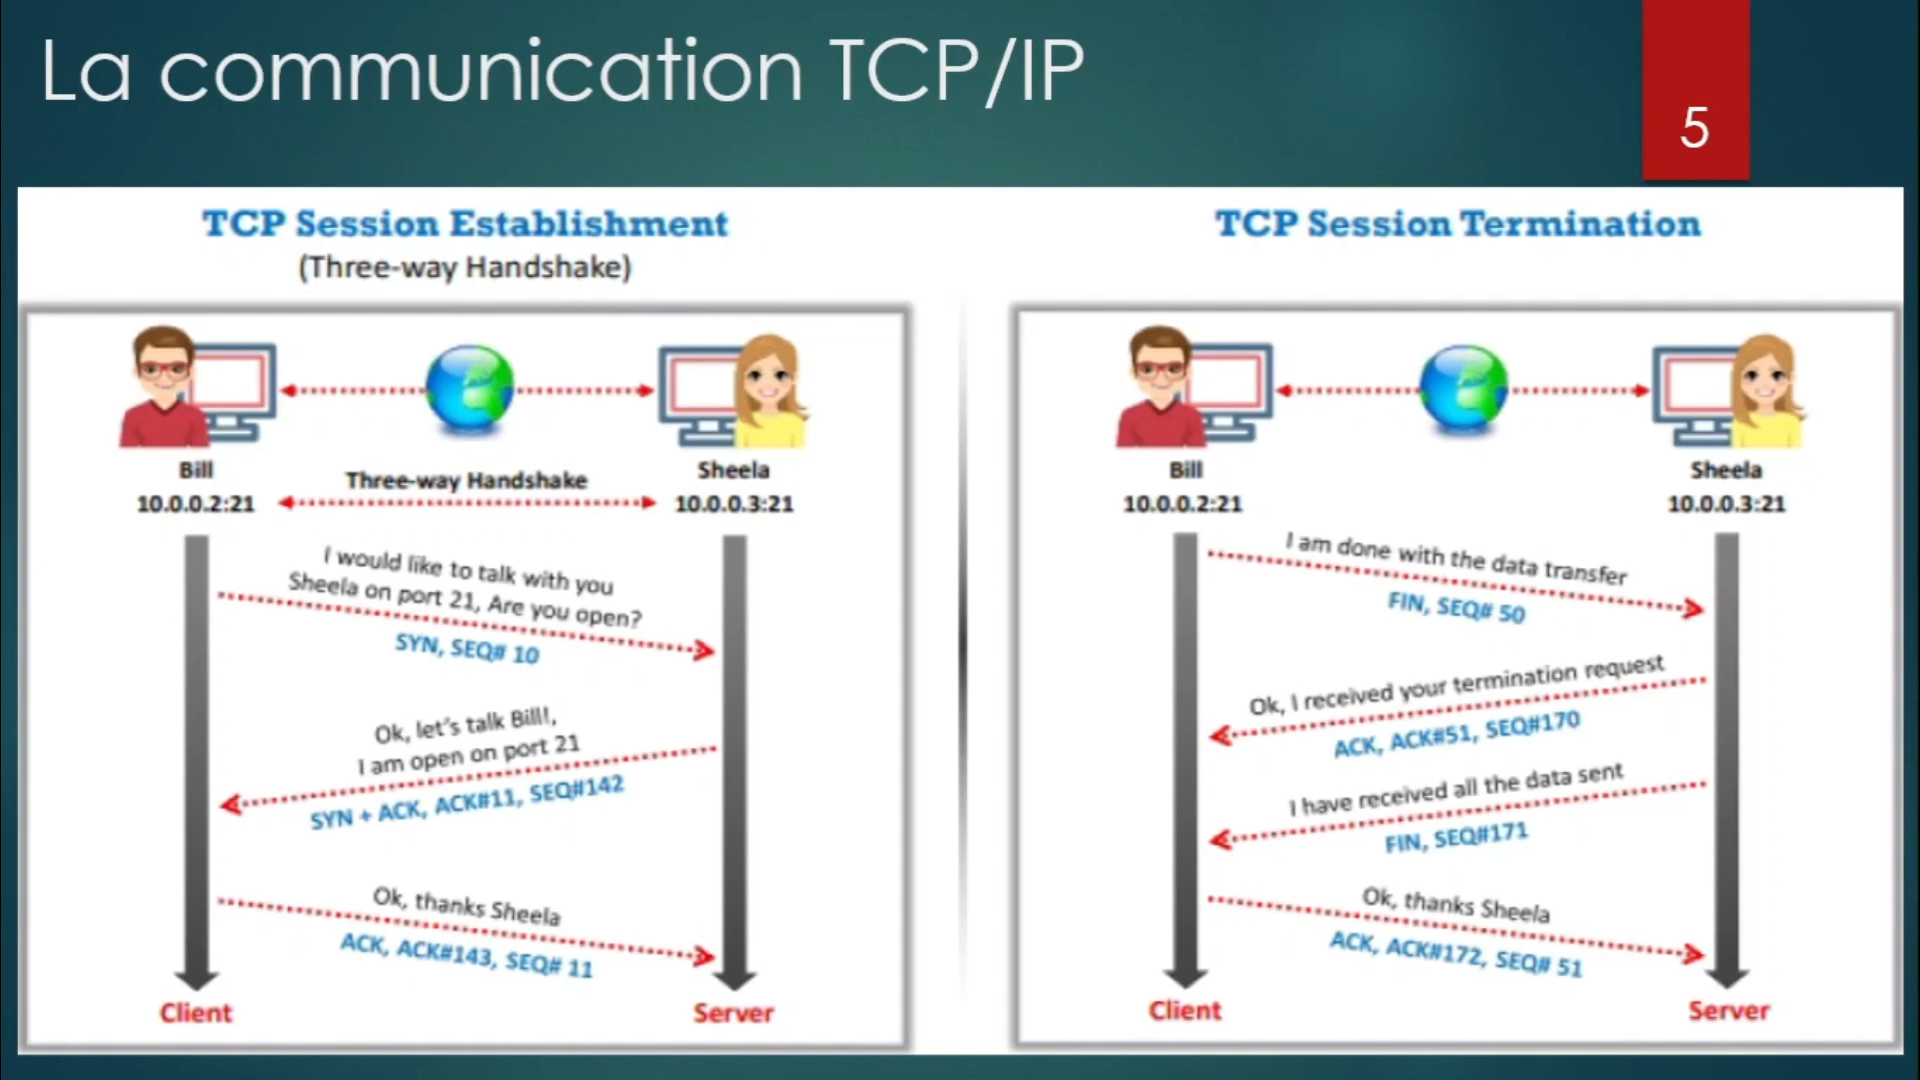 La communication TCP/IP
5
TCP Session Establishment
(Three-way Handshake)
Bill
10.0.0.2:21
Three-way Handshake
Sheela
10.0.0.3:21
I would like to talk with you
Sheela on port 21, Are you open?
SYN, SEQ# 10
Ok, let's talk Bill!,
I am open on port 21
SYN + ACK, ACK#11, SEQ#142
Ok, thanks Sheela
ACK, ACK#143, SEQ# 11
Client
Server
TCP Session Termination
Bill
10.0.0.2:21
Sheela
10.0.0.3:21
I am done with the data transfer
FIN, SEQ# 50
Ok, I received your termination request
ACK, ACK#51, SEQ#170
I have received all the data sent
FIN, SEQ#171
Ok, thanks Sheela
ACK, ACK#172, SEQ# 51
Client
Server